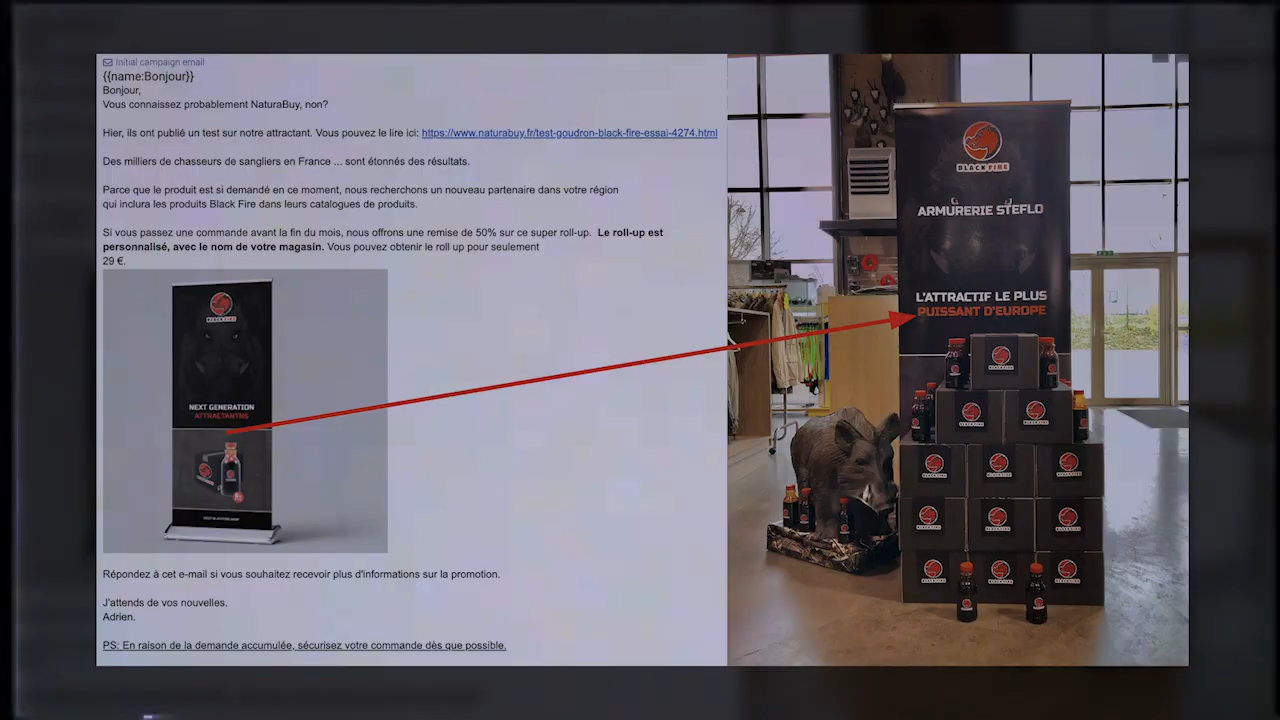 Initial campaign email
{{name:Bonjour}}
Bonjour,
Vous connaissez probablement NaturaBuy, non?
Hier, ils ont publié un test sur notre attractant. Vous pouvez le lire ici: https://www.naturabuy.fr/test-goudron-black-fire-essai-4274.html
Des milliers de chasseurs de sangliers en France ... sont étonnés des résultats.
Parce que le produit est si demandé en ce moment, nous recherchons un nouveau partenaire dans votre région
qui inclura les produits Black Fire dans leurs catalogues de produits.
Si vous passez une commande avant la fin du mois, nous offrons une remise de 50% sur ce super roll-up. Le roll-up est
personnalisé, avec le nom de votre magasin. Vous pouvez obtenir le roll up pour seulement
29 €.
BLACK FIRE
NEXT GENERATION
ATTRACTANTNS
Répondez à cet e-mail si vous souhaitez recevoir plus d'informations sur la promotion.
J'attends de vos nouvelles.
Adrien.
PS: En raison de la demande accumulée, sécurisez votre commande dès que possible.
BLACK FIRE
ARMURERIE STEFLO
L'ATTRACTIF LE PLUS
PUISSANT D'EUROPE